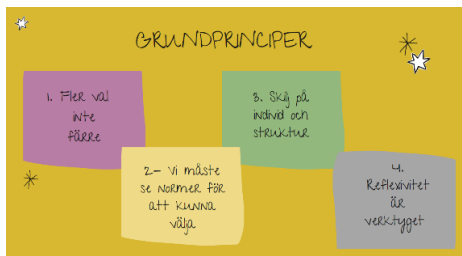 GRUNDPRINCIPER
1. Fler val
inte
färre
2- Vi måste
se normer för
att kunna
välja
3. Skilj på
individ och
struktur
4.
Reflexivitet
är
verktyget